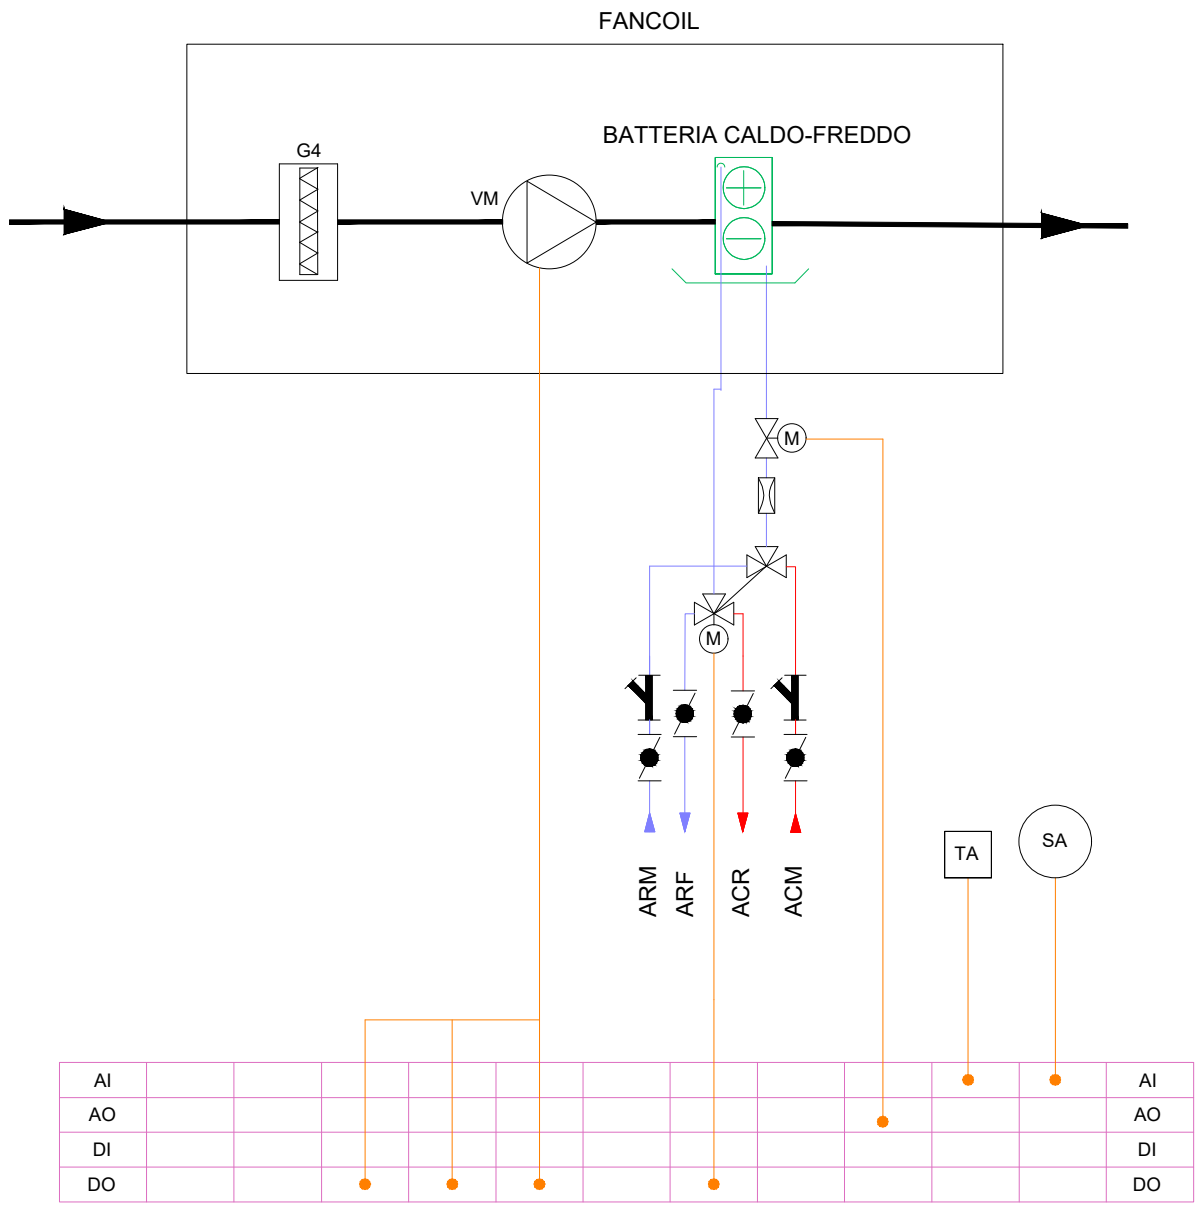 FANCOIL
BATTERIA CALDO-FREDDO
G4
VM
M
M
ARM
ARF
ACR
ACM
TA
SA
AI AI
AO AO
DI DI
DO DO